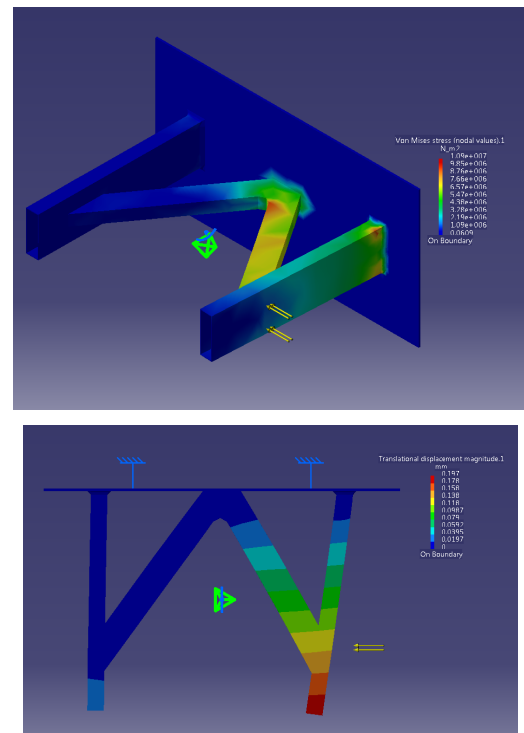 Von Mises stress (nodal values).1
N_m2
1.09e+007
9.85e+006
8.76e+006
7.66e+006
6.57e+006
5.47e+006
4.38e+006
3.28e+006
2.19e+006
1.09e+006
0.0609
On Boundary
Translational displacement magnitude.1
mm
0.197
0.178
0.158
0.138
0.118
0.0987
0.079
0.0592
0.0395
0.0197
0
On Boundary